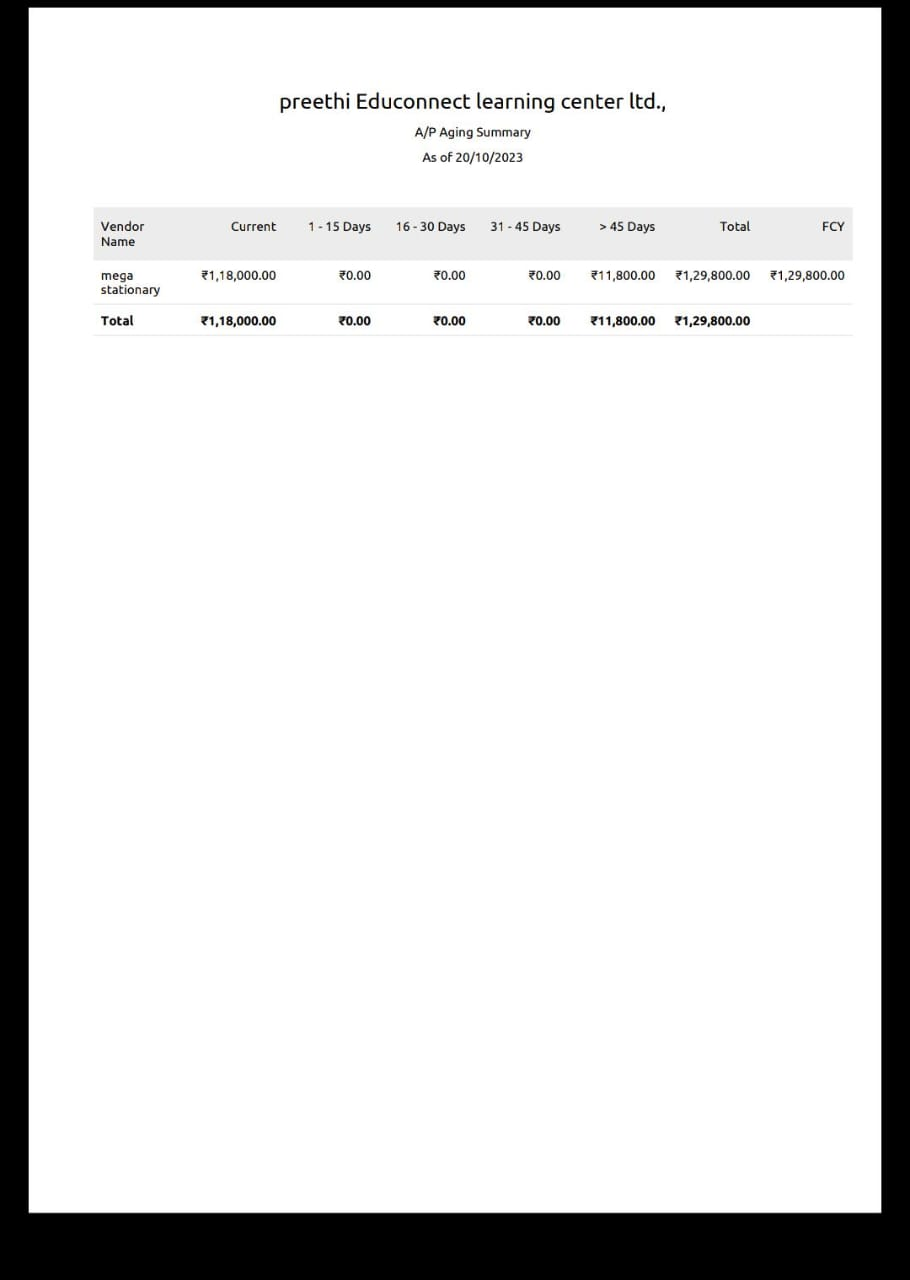 preethi Educonnect learning center ltd.,
A/P Aging Summary
As of 20/10/2023
Vendor Name Current 1 - 15 Days 16 - 30 Days 31 - 45 Days > 45 Days Total FCY
mega stationary ₹1,18,000.00 ₹0.00 ₹0.00 ₹0.00 ₹11,800.00 ₹1,29,800.00 ₹1,29,800.00
Total ₹1,18,000.00 ₹0.00 ₹0.00 ₹0.00 ₹11,800.00 ₹1,29,800.00